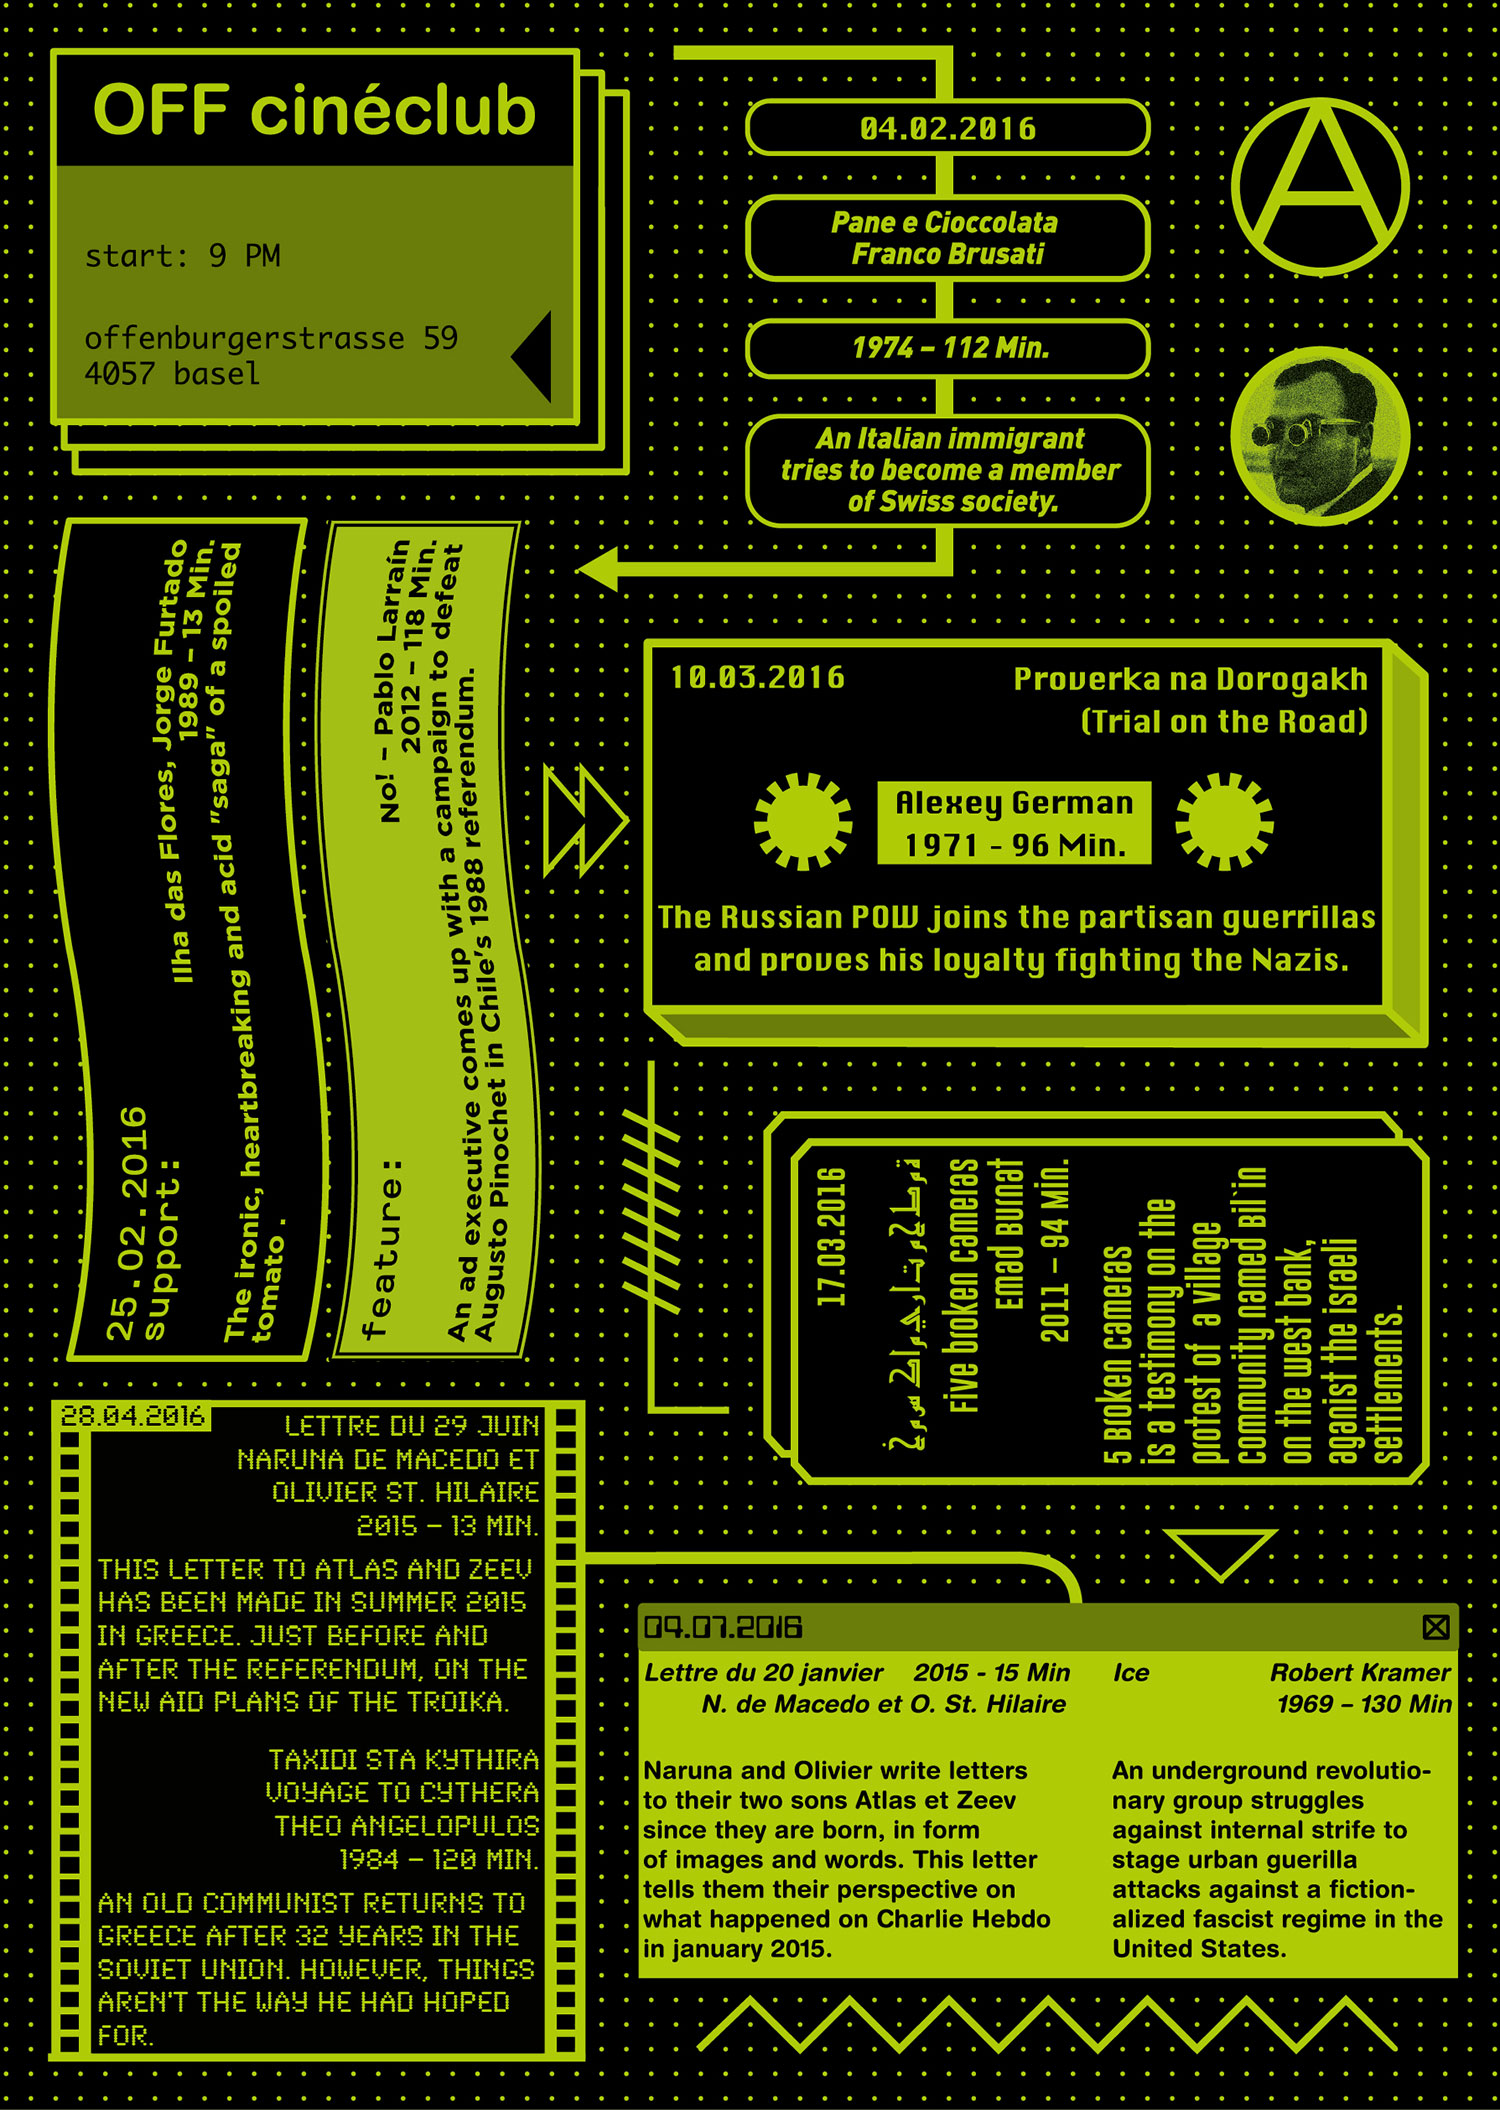 OFF cinéclub
start: 9 PM
offenburgerstrasse 59
4057 basel
04.02.2016
Pane e Cioccolata
Franco Brusati
1974 – 112 Min.
An Italian immigrant
tries to become a member
of Swiss society.
A
25.02.2016
support:
Ilha das Flores, Jorge Furtado
1989 – 13 Min.
The ironic, heartbreaking and acid "saga" of a spoiled
tomato.
feature:
No! – Pablo Larraín
2012 – 118 Min.
An ad executive comes up with a campaign to defeat
Augusto Pinochet in Chile's 1988 referendum.
10.03.2016
Proverka na Dorogakh
(Trial on the Road)
Alexey German
1971 - 96 Min.
The Russian POW joins the partisan guerrillas
and proves his loyalty fighting the Nazis.
17.03.2016
Five broken cameras
Emad Burnat
2011 – 94 Min.
5 Broken cameras
is a testimony on the
protest of a village
community named Bil`in
on the west bank,
aganist the israeli
settlements.
28.04.2016
LETTRE DU 29 JUIN
NARUNA DE MACEDO ET
OLIVIER ST. HILAIRE
2015 – 13 MIN.
THIS LETTER TO ATLAS AND ZEEV
HAS BEEN MADE IN SUMMER 2015
IN GREECE. JUST BEFORE AND
AFTER THE REFERENDUM, ON THE
NEW AID PLANS OF THE TROIKA.
TAXIDI STA KYTHIRA
VOYAGE TO CYTHERA
THEO ANGELOPULOS
1984 – 120 MIN.
AN OLD COMMUNIST RETURNS TO
GREECE AFTER 32 YEARS IN THE
SOVIET UNION. HOWEVER, THINGS
AREN'T THE WAY HE HAD HOPED
FOR.
04.07.2016
Lettre du 20 janvier 2015 - 15 Min
N. de Macedo et O. St. Hilaire
Naruna and Olivier write letters
to their two sons Atlas et Zeev
since they are born, in form
of images and words. This letter
tells them their perspective on
what happened on Charlie Hebdo
in january 2015.
Ice Robert Kramer
1969 – 130 Min
An underground revolutio-
nary group struggles
against internal strife to
stage urban guerilla
attacks against a fiction-
alized fascist regime in the
United States.